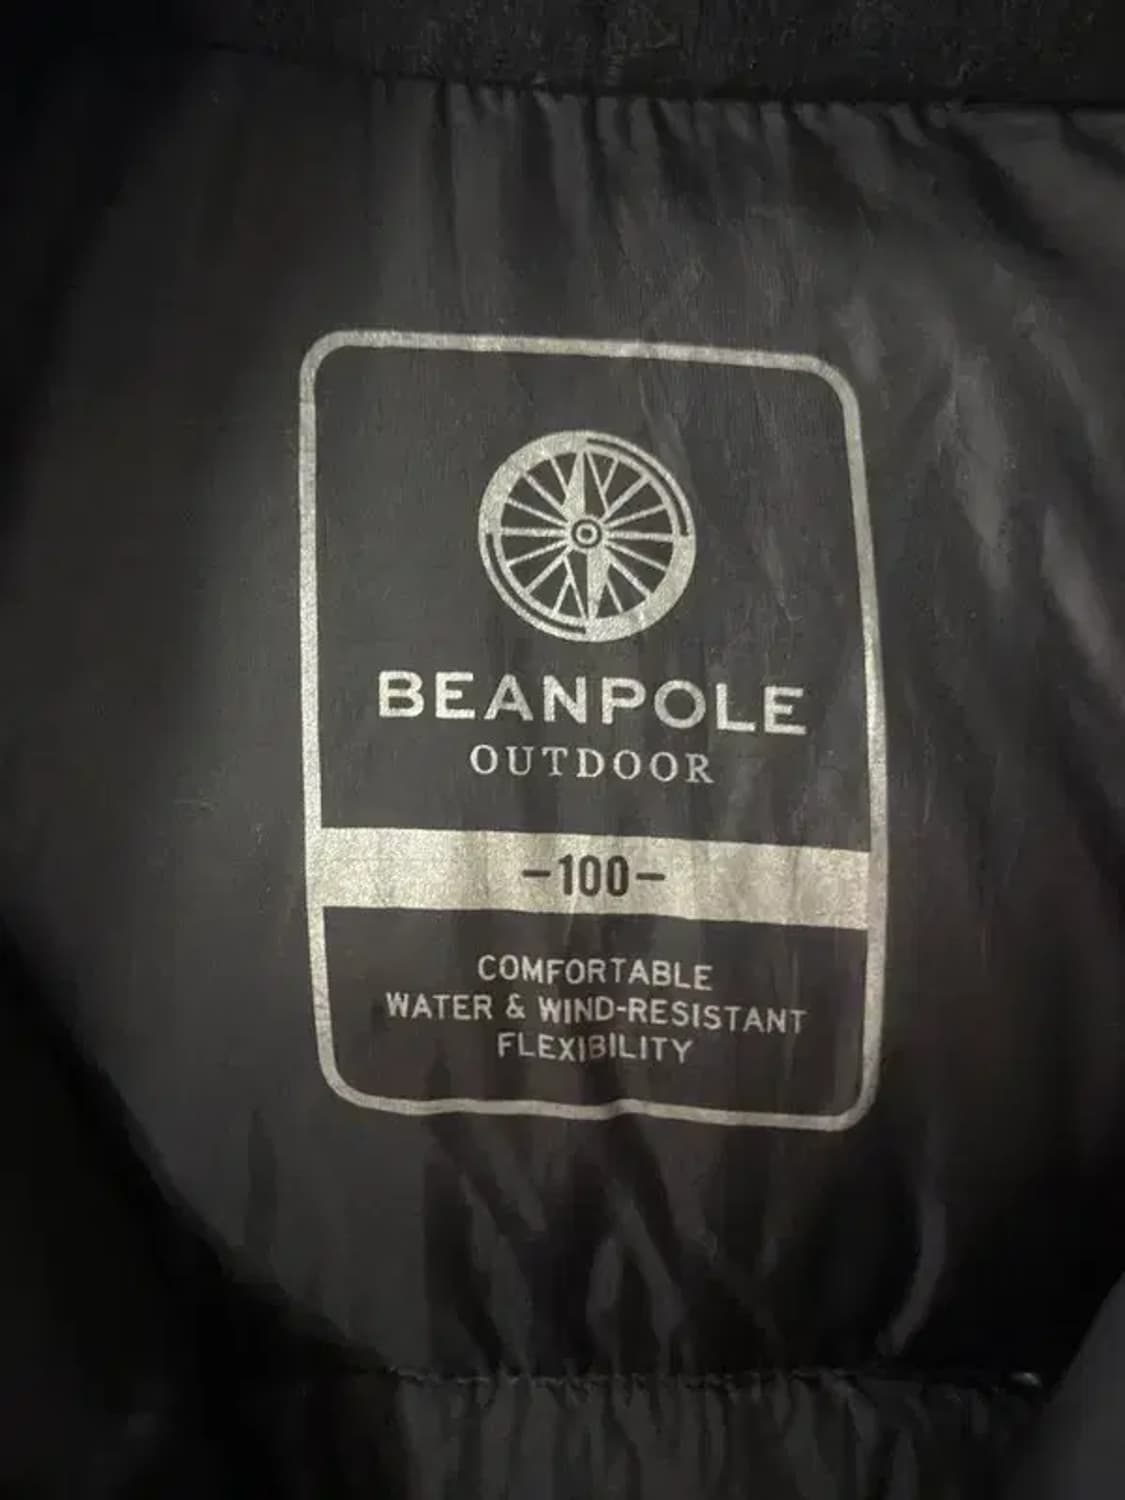 BEANPOLE
OUTDOOR
-100-
COMFORTABLE
WATER & WIND-RESISTANT
FLEXIBILITY